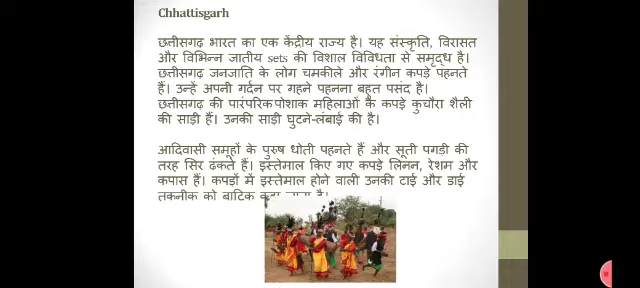 Chhattisgarh
छत्तीसगढ़ भारत का एक केंद्रीय राज्य है। यह संस्कृति, विरासत
और विभिन्न जातीय sets की विशाल विविधता से समृद्ध है।
छत्तीसगढ़ जनजाति के लोग चमकीले और रंगीन कपड़े पहनते
हैं। उन्हें अपनी गर्दन पर गहने पहनना बहुत पसंद है।
छत्तीसगढ़ की पारंपरिकपोशाक महिलाओं के कपड़े कुचौरा शैली
की साड़ी हैं। उनकी साड़ी घुटने-लंबाई की है।
आदिवासी समूहों के पुरुष धोती पहनते हैं और सूती पगड़ी की
तरह सिर ढंकते हैं। इस्तेमाल किए गए कपड़े लिनन, रेशम और
कपास हैं। कपड़ों में इस्तेमाल होने वाली उनकी टाई और डाई
तकनीक को बाटिक